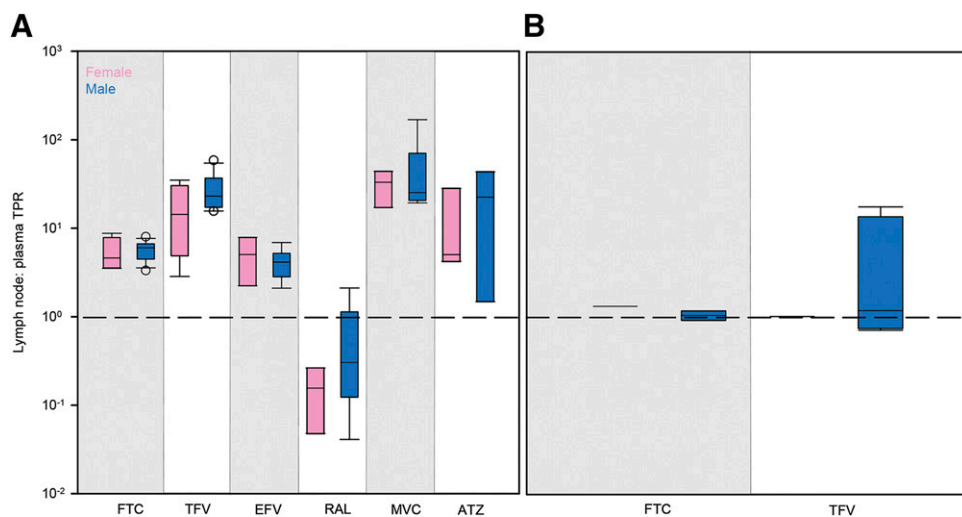 A
B
10³
10²
10¹
10⁰
10⁻¹
10⁻²
Lymph node: plasma TPR
Female
Male
FTC TFV EFV RAL MVC ATZ
FTC TFV